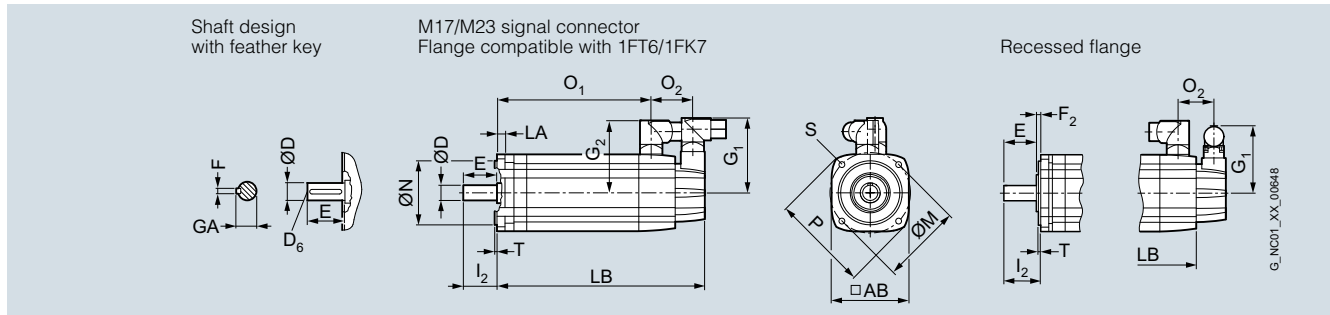 Shaft design
with feather key
M17/M23 signal connector
Flange compatible with 1FT6/1FK7
Recessed flange
F
ØD
E
GA
D6
O1
O2
LA
G2
G1
ØD
E
ØN
T
I2
LB
S
P
ØM
□AB
F2
E
T
I2
O2
G1
LB
G_NC01_XX_00648